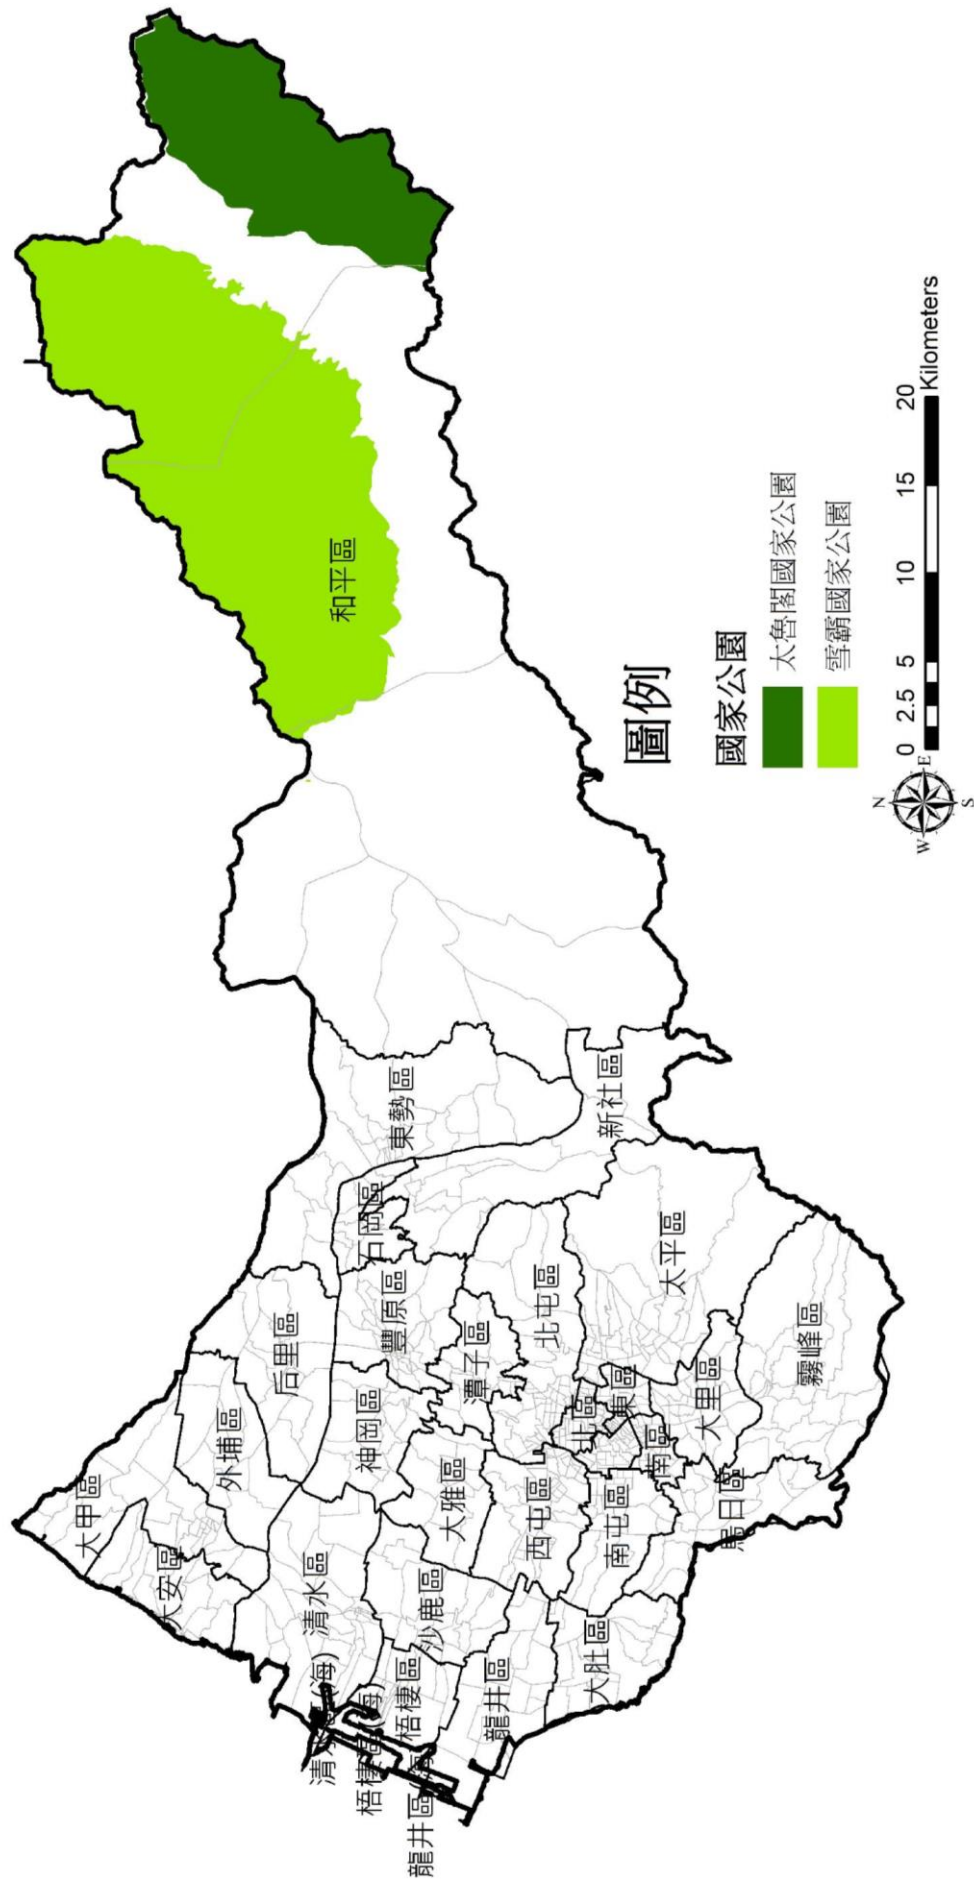 大甲區
大安區
外埔區
后里區
清水區
清水區(海)
神岡區
豐原區
石岡區
東勢區
和平區
梧棲區(海)
梧棲區
沙鹿區
大雅區
潭子區
龍井區(海)
龍井區
西屯區
北屯區
北區
新社區
大肚區
南屯區
南區
東區
太平區
大里區
烏日區
霧峰區
圖例
國家公園
太魯閣國家公園
雪霸國家公園
N
W
E
S
0 2.5 5 10 15 20
Kilometers